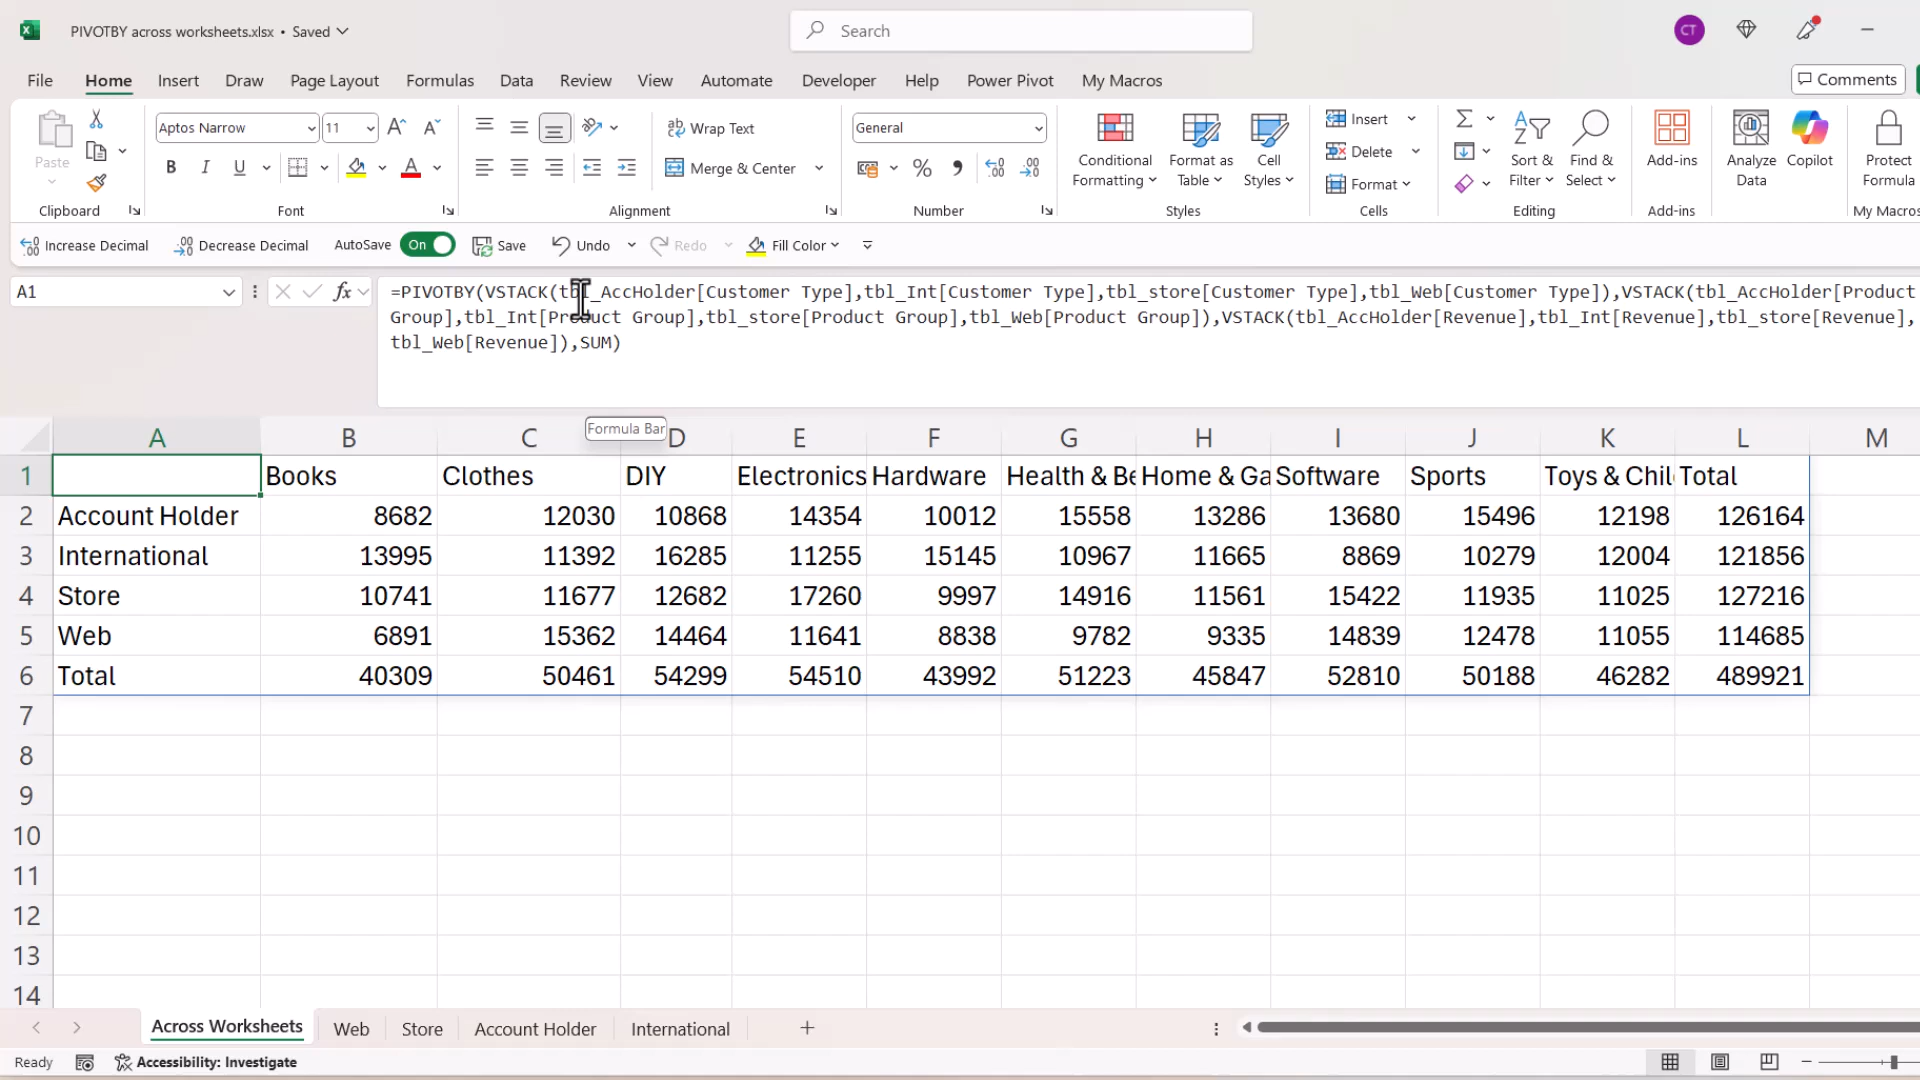 PIVOTBY across worksheets.xlsx • Saved
Search
CT
File Home Insert Draw Page Layout Formulas Data Review View Automate Developer Help Power Pivot My Macros
Comments
Paste
Clipboard
Aptos Narrow 11
B I U
Font
Wrap Text
Merge & Center
Alignment
General
Number
Conditional Formatting
Format as Table
Cell Styles
Styles
Insert
Delete
Format
Cells
Sort & Filter
Find & Select
Editing
Add-ins
Add-ins
Analyze Data
Copilot
Protect Formula
My Macros
Increase Decimal Decrease Decimal AutoSave On Save Undo Redo Fill Color
A1
fx
=PIVOTBY(VSTACK(tbl_AccHolder[Customer Type],tbl_Int[Customer Type],tbl_store[Customer Type],tbl_Web[Customer Type]),VSTACK(tbl_AccHolder[Product
Group],tbl_Int[Product Group],tbl_store[Product Group],tbl_Web[Product Group]),VSTACK(tbl_AccHolder[Revenue],tbl_Int[Revenue],tbl_store[Revenue],
tbl_Web[Revenue]),SUM)
Formula Bar
A B C D E F G H I J K L M
1 Books Clothes DIY Electronics Hardware Health & Be Home & Ga Software Sports Toys & Chil Total
2 Account Holder 8682 12030 10868 14354 10012 15558 13286 13680 15496 12198 126164
3 International 13995 11392 16285 11255 15145 10967 11665 8869 10279 12004 121856
4 Store 10741 11677 12682 17260 9997 14916 11561 15422 11935 11025 127216
5 Web 6891 15362 14464 11641 8838 9782 9335 14839 12478 11055 114685
6 Total 40309 50461 54299 54510 43992 51223 45847 52810 50188 46282 489921
7
8
9
10
11
12
13
14
Across Worksheets Web Store Account Holder International
Ready Accessibility: Investigate